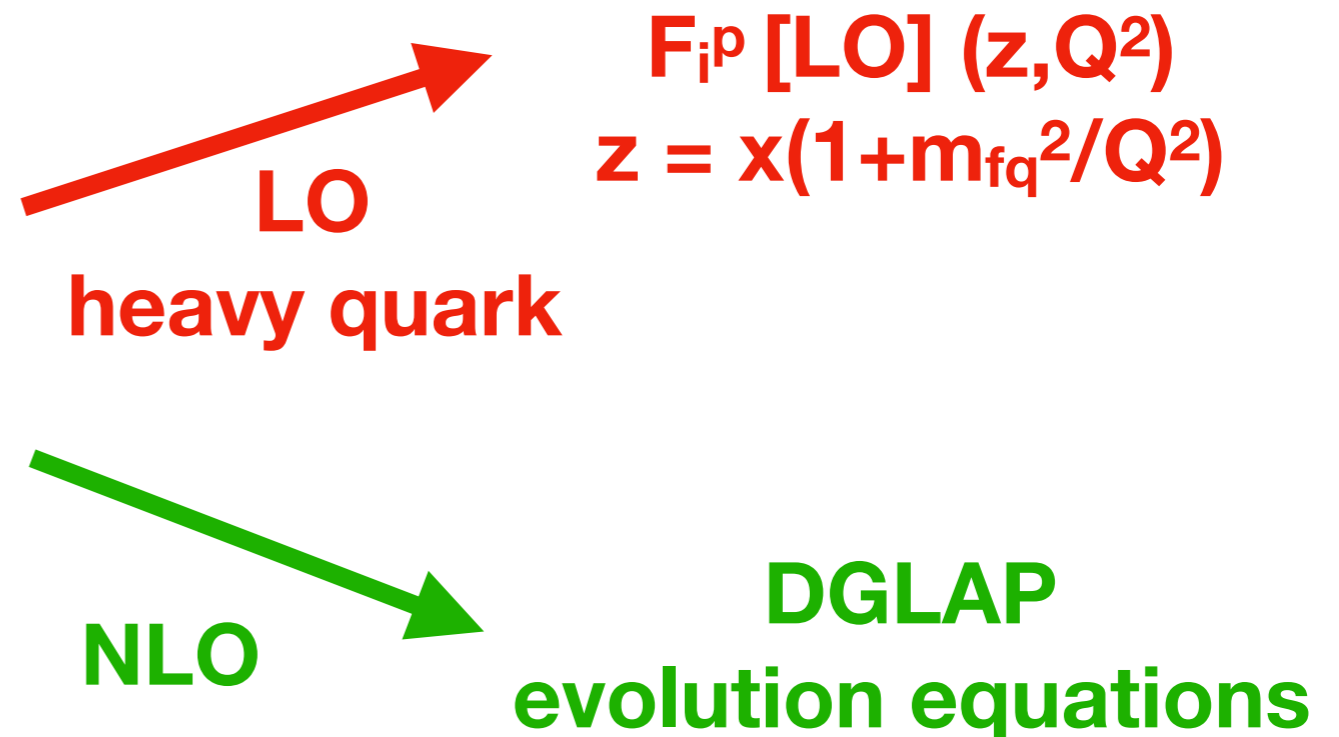 Fᵢᵖ [LO] (z,Q²)
z = x(1+m_fq²/Q²)
LO
heavy quark
DGLAP
NLO
evolution equations